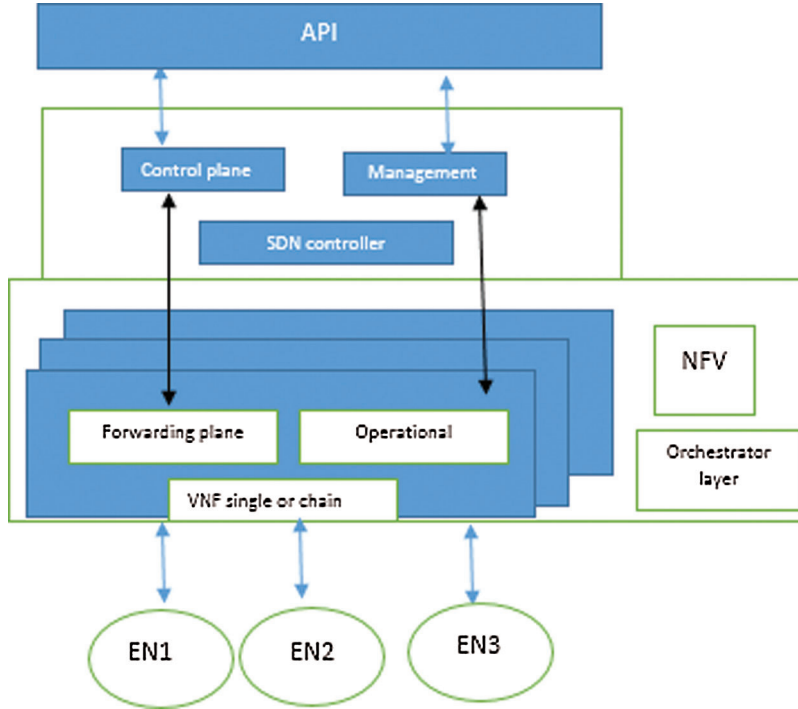 API
Control plane
Management
SDN controller
NFV
Forwarding plane
Operational
Orchestrator
layer
VNF single or chain
EN1
EN2
EN3